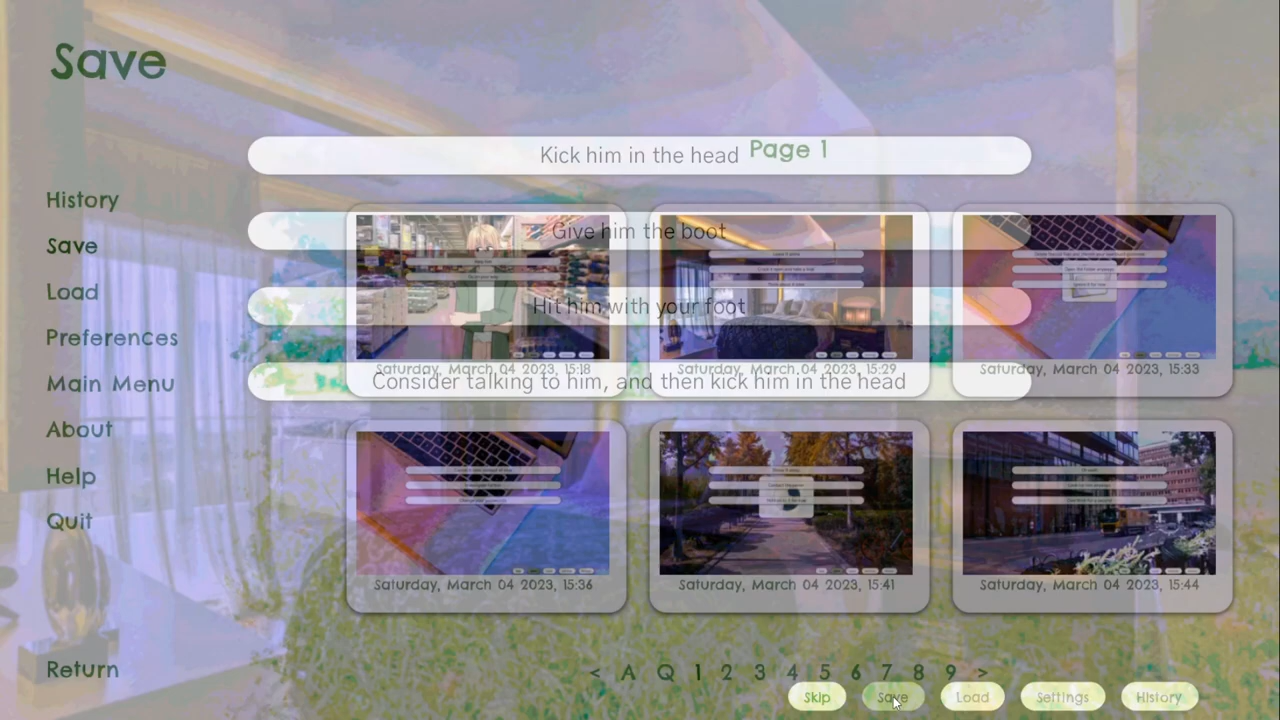 Save
Kick him in the head
Page 1
History
Give him the boot
Save
Load
Hit him with your foot
Preferences
Saturday, March 04 2023, 15:18
Saturday, March 04 2023, 15:29
Saturday, March 04 2023, 15:33
Main Menu
Consider talking to him, and then kick him in the head
About
Help
Quit
Saturday, March 04 2023, 15:36
Saturday, March 04 2023, 15:41
Saturday, March 04 2023, 15:44
Return
< A Q 1 2 3 4 5 6 7 8 9 >
Skip
Save
Load
Settings
History